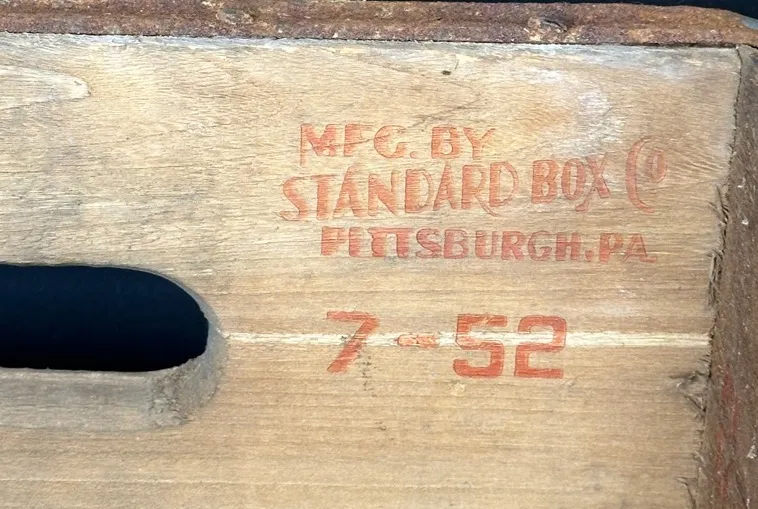 MFG. BY
STANDARD BOX Co
PITTSBURGH, PA
7-52